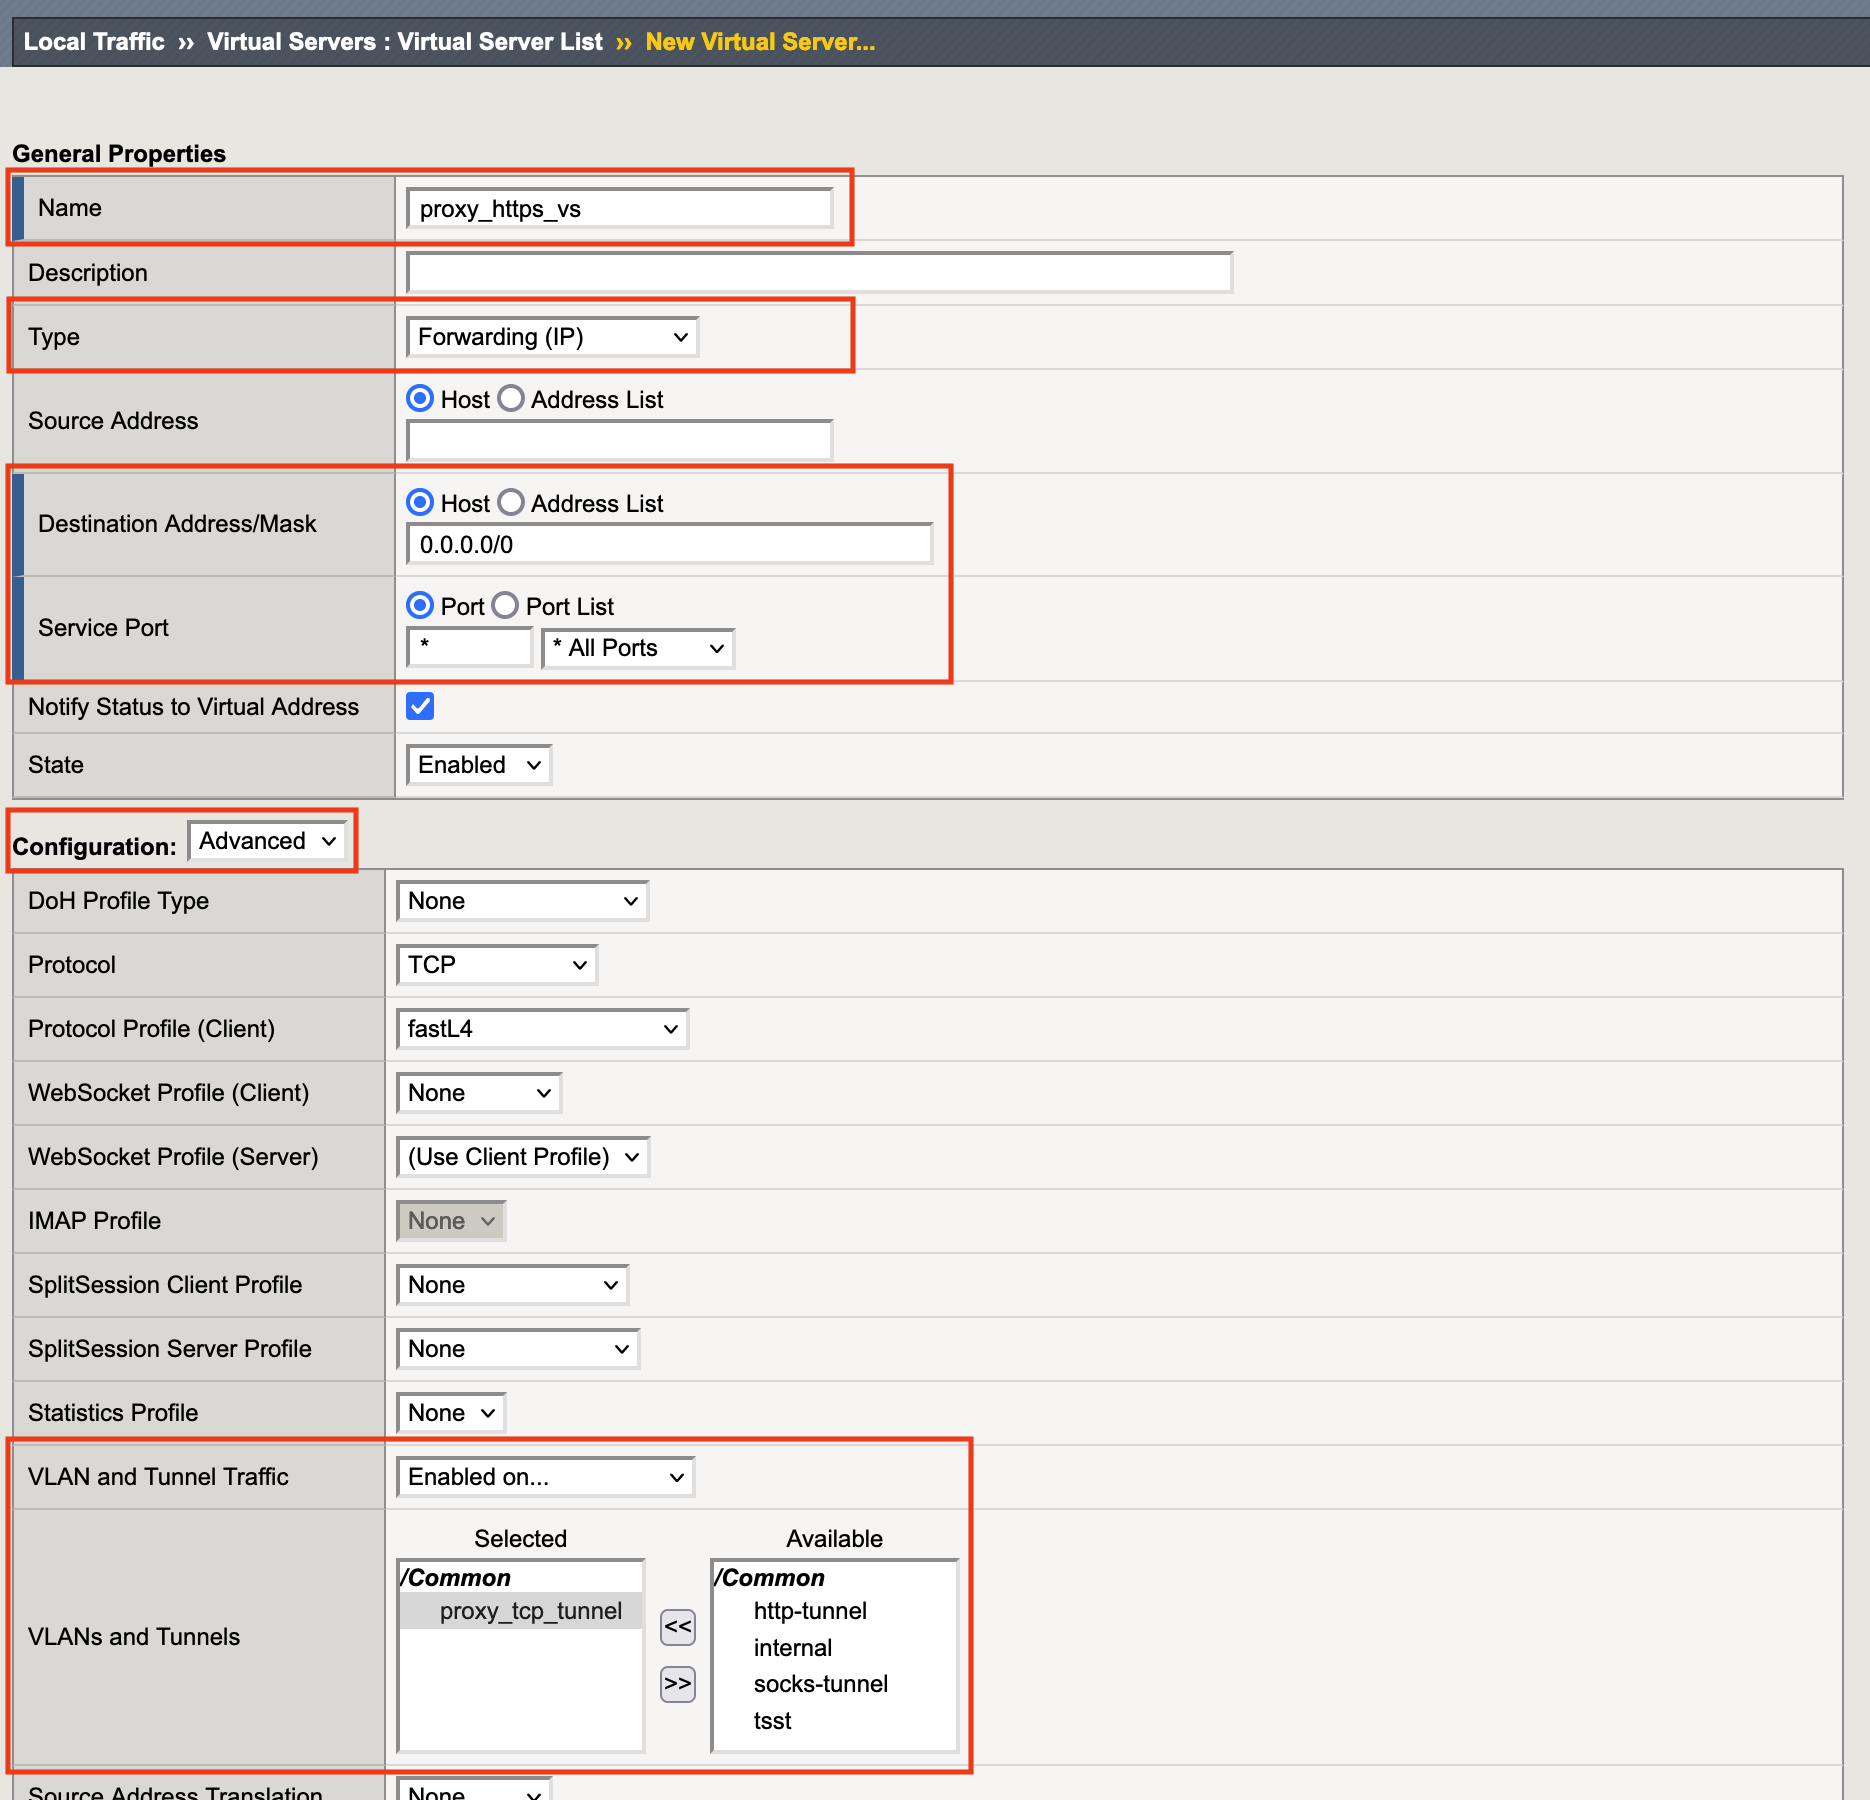 Local Traffic ›› Virtual Servers : Virtual Server List ›› New Virtual Server...
General Properties
Name
proxy_https_vs
Description
Type
Forwarding (IP)
Source Address
Host Address List
Destination Address/Mask
Host Address List
0.0.0.0/0
Service Port
Port Port List
* * All Ports
Notify Status to Virtual Address
State
Enabled
Configuration: Advanced
DoH Profile Type
None
Protocol
TCP
Protocol Profile (Client)
fastL4
WebSocket Profile (Client)
None
WebSocket Profile (Server)
(Use Client Profile)
IMAP Profile
None
SplitSession Client Profile
None
SplitSession Server Profile
None
Statistics Profile
None
VLAN and Tunnel Traffic
Enabled on...
VLANs and Tunnels
Selected
/Common
proxy_tcp_tunnel
<<
>>
Available
/Common
http-tunnel
internal
socks-tunnel
tsst
Source Address Translation
None